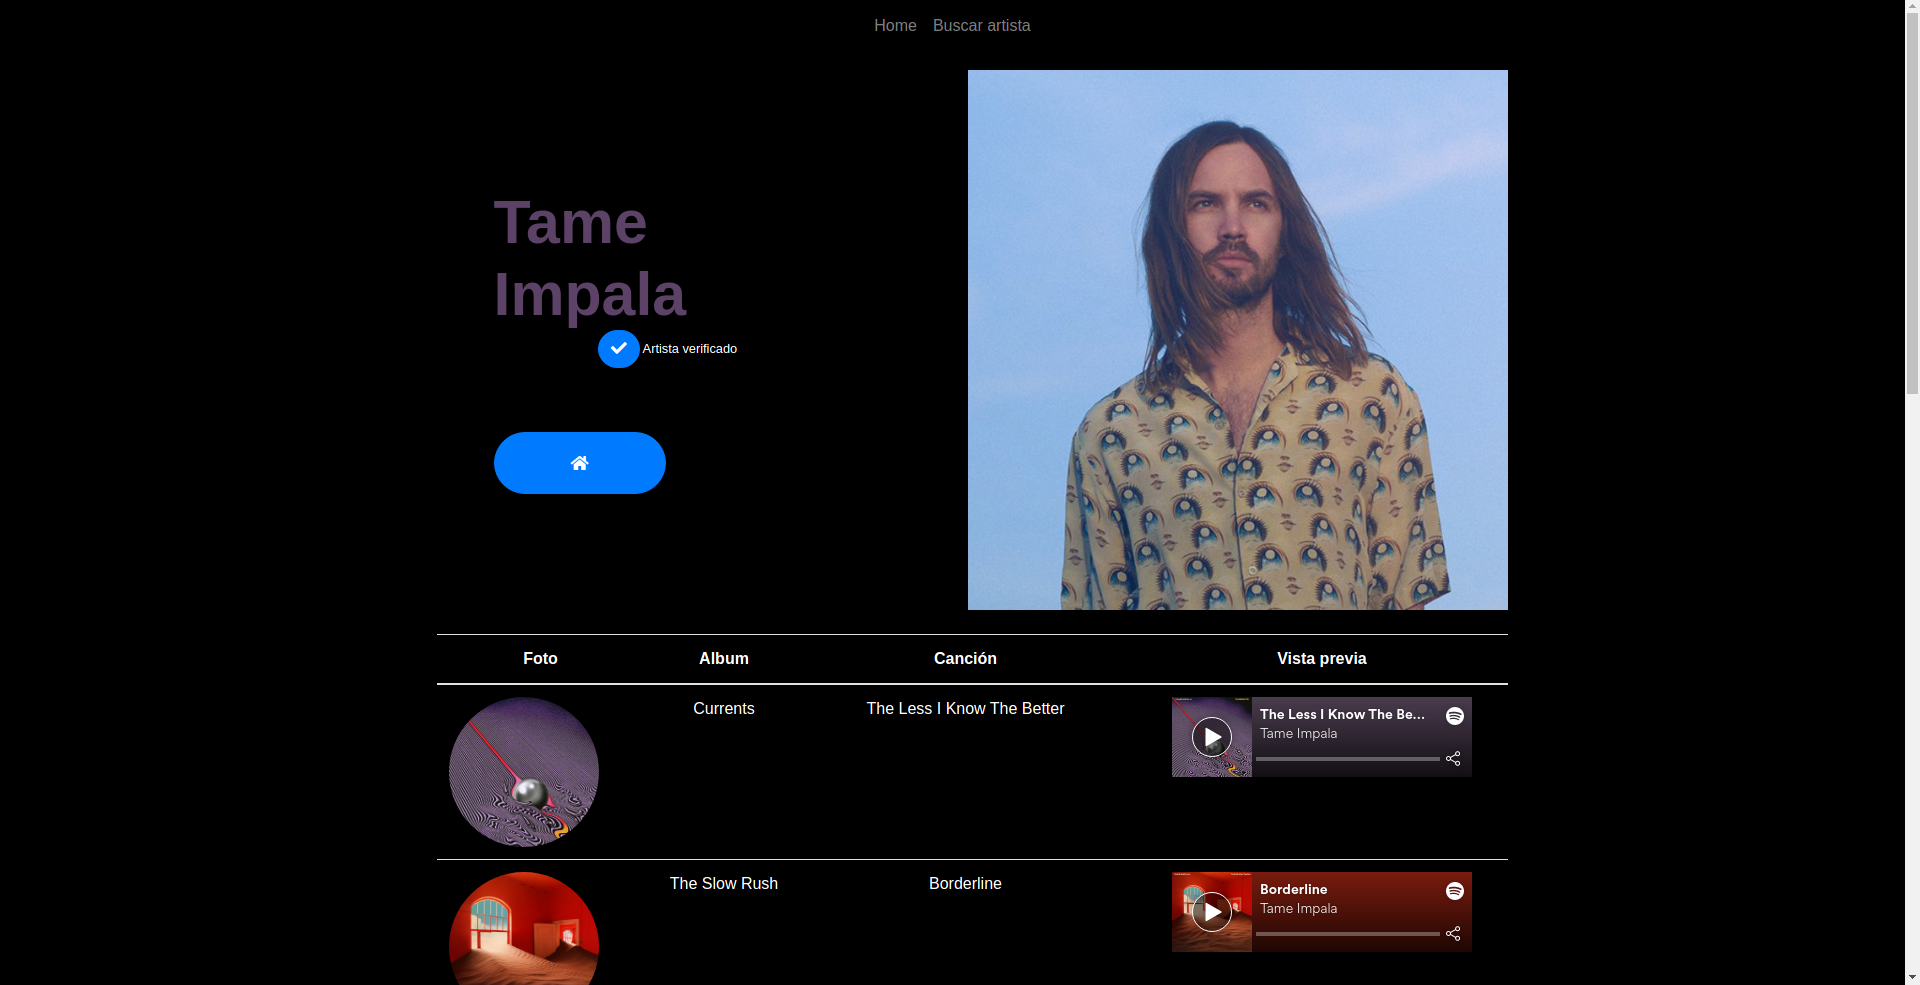 Home Buscar artista
Tame
Impala
Artista verificado
Foto Album Canción Vista previa
Currents The Less I Know The Better
The Less I Know The Be...
Tame Impala
The Slow Rush Borderline
Borderline
Tame Impala